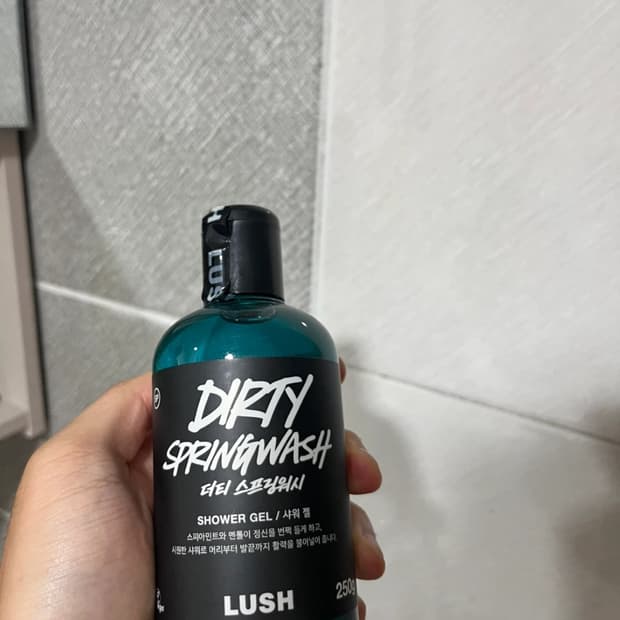 LUSH
DIRTY
SPRINGWASH
더티 스프링워시
SHOWER GEL / 샤워 젤
스피아민트와 멘톨이 정신을 번쩍 들게 하고,
시원한 샤워로 머리부터 발끝까지 활력을 불어넣어 줍니다.
LUSH
250g